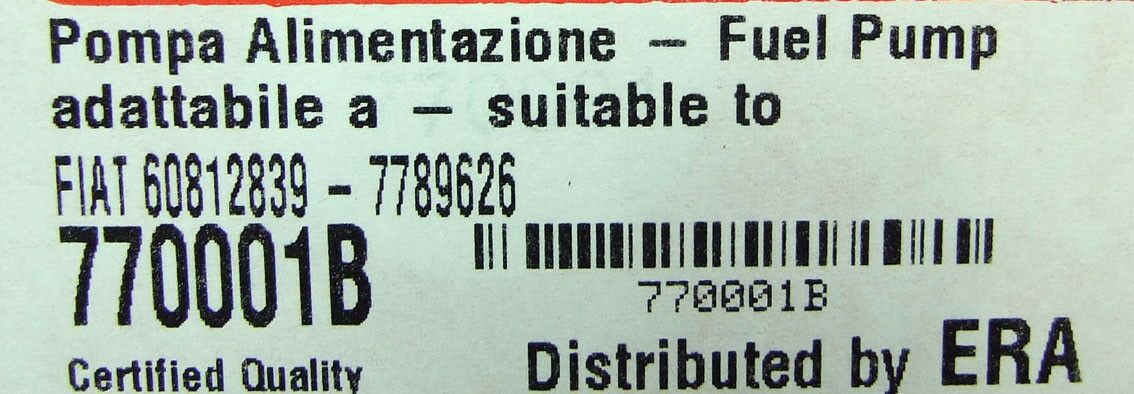 Pompa Alimentazione – Fuel Pump
adattabile a – suitable to
FIAT 60812839 – 7789626
770001B
770001B
Certified Quality
Distributed by ERA